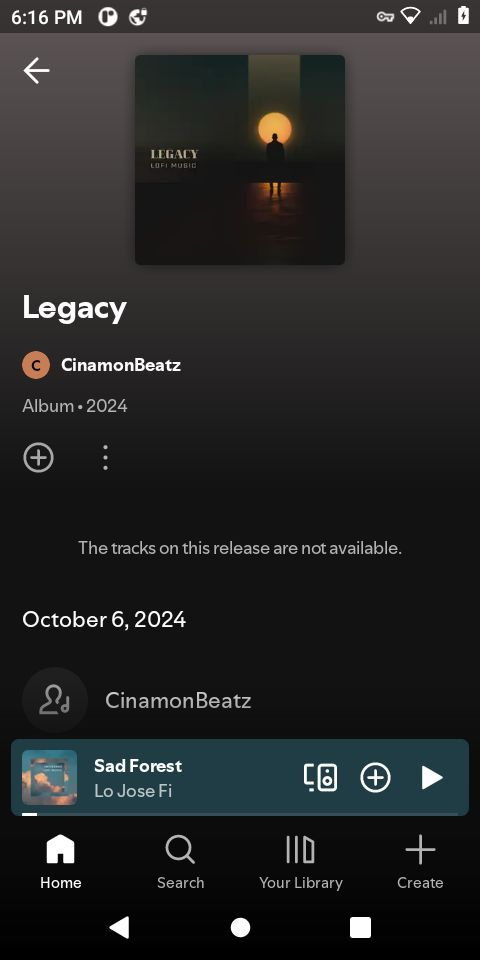 6:16 PM
LEGACY
LOFI MUSIC
Legacy
C CinamonBeatz
Album • 2024
The tracks on this release are not available.
October 6, 2024
CinamonBeatz
Sad Forest
Lo Jose Fi
Home Search Your Library Create